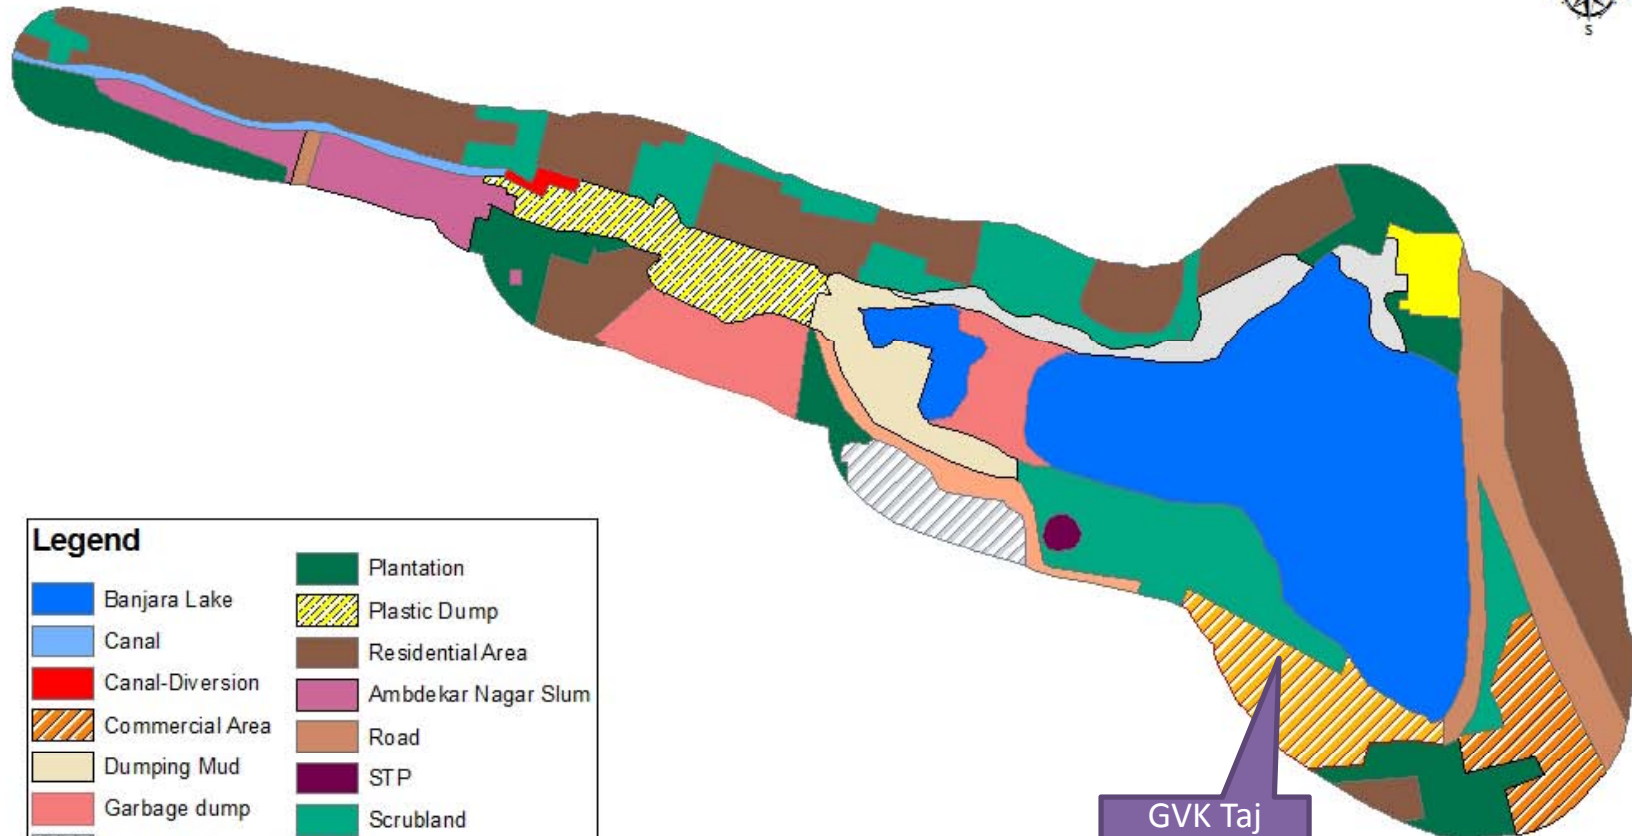 S
Legend
Banjara Lake
Canal
Canal-Diversion
Commercial Area
Dumping Mud
Garbage dump
Plantation
Plastic Dump
Residential Area
Ambdekar Nagar Slum
Road
STP
Scrubland
GVK Taj